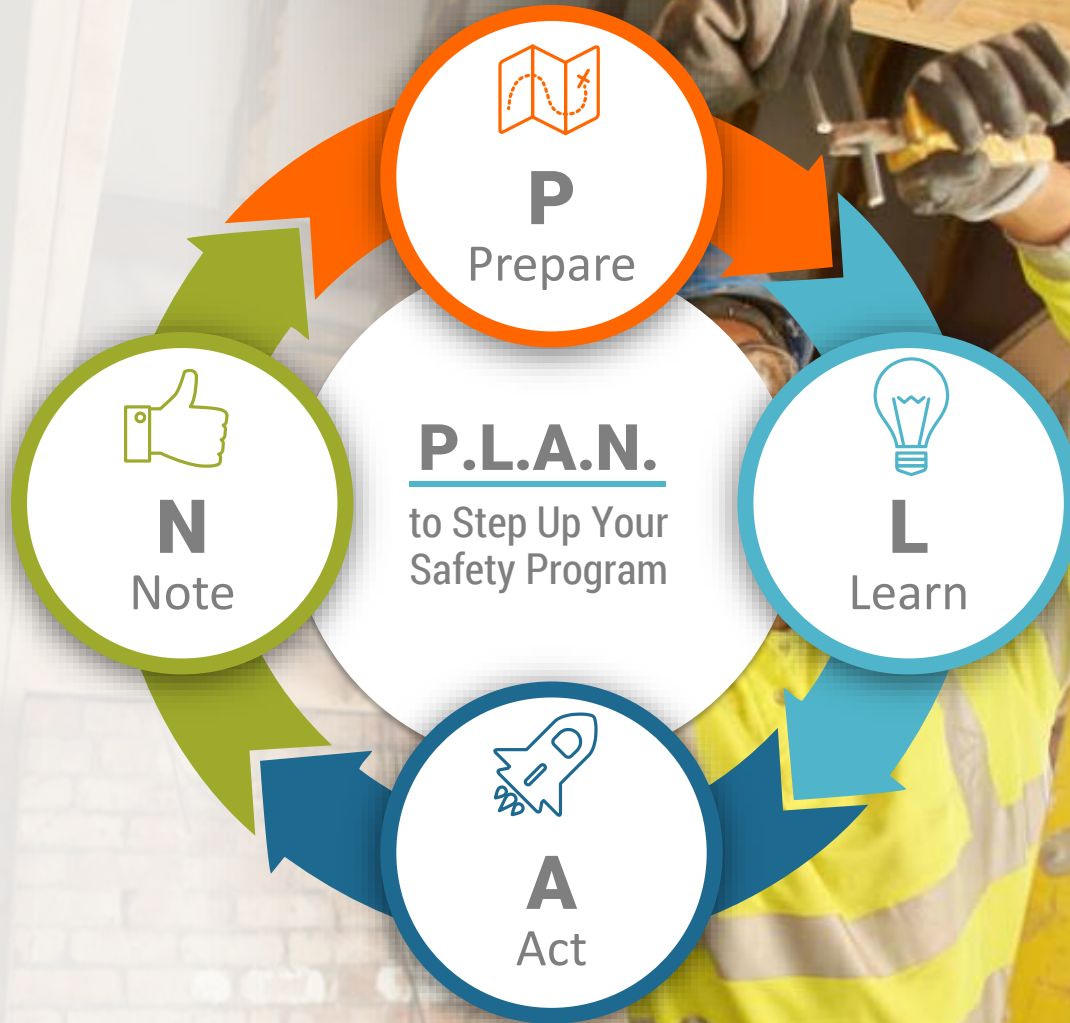 P
Prepare
P.L.A.N.
to Step Up Your
Safety Program
L
Learn
A
Act
N
Note